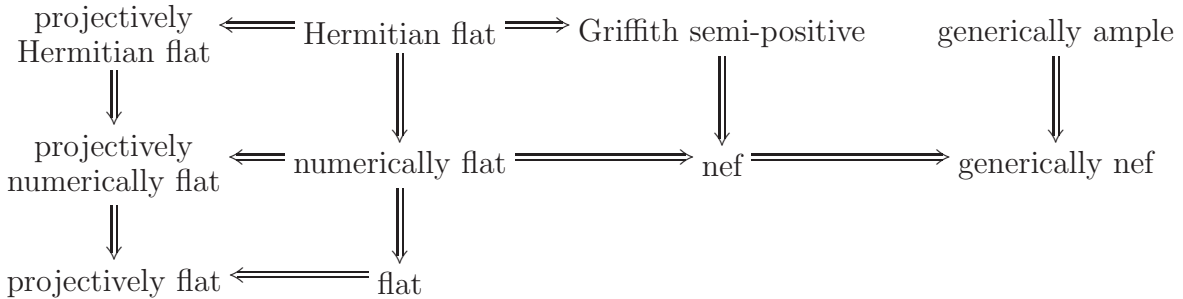 projectively
Hermitian flat
Hermitian flat
Griffith semi-positive
generically ample
projectively
numerically flat
numerically flat
nef
generically nef
projectively flat
flat